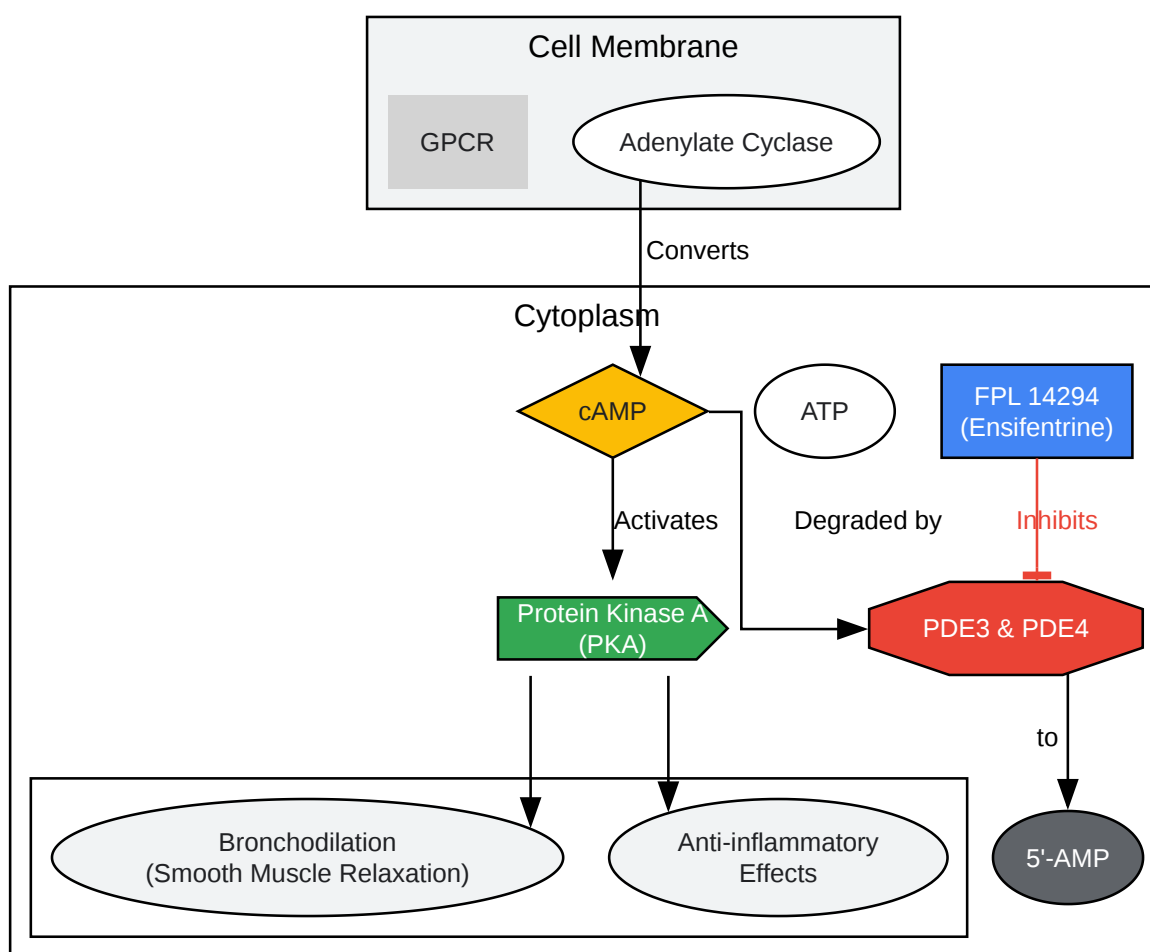 Cell Membrane
GPCR
Adenylate Cyclase
Converts
Cytoplasm
cAMP
ATP
FPL 14294
(Ensifentrine)
Activates
Degraded by
Inhibits
Protein Kinase A
(PKA)
PDE3 & PDE4
to
Bronchodilation
(Smooth Muscle Relaxation)
Anti-inflammatory
Effects
5'-AMP